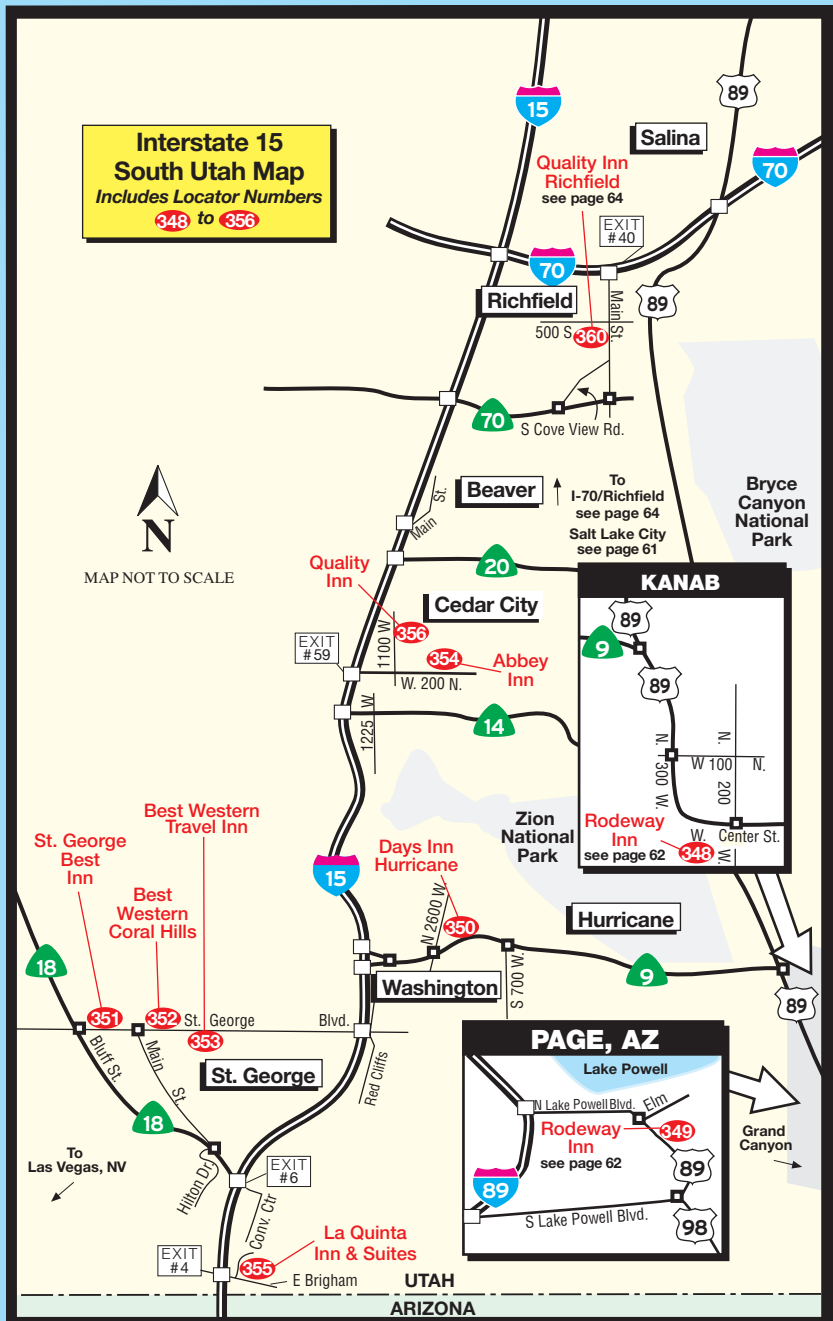 Interstate 15
South Utah Map
Includes Locator Numbers
348 to 356
15
89
Salina
70
Quality Inn
Richfield
see page 64
EXIT
#40
70
89
Richfield
Main St.
500 S
360
70
S Cove View Rd.
N
MAP NOT TO SCALE
Beaver
Main St.
To
I-70/Richfield
see page 64
Salt Lake City
see page 61
Bryce
Canyon
National
Park
20
Quality
Inn
Cedar City
1100 W
356
354
Abbey
Inn
EXIT
#59
W. 200 N.
1225 W
14
KANAB
89
9
89
N. 300 W.
W 100 N.
N. 200 W.
Rodeway
Inn
see page 62
348
W. Center St.
Best Western
Travel Inn
St. George
Best
Inn
Best
Western
Coral Hills
15
Zion
National
Park
Days Inn
Hurricane
350
N 2600 W
Hurricane
S 700 W.
9
89
Washington
18
351
352
353
St. George Blvd.
Bluff St.
Main St.
St. George
Red Cliffs
18
To
Las Vegas, NV
Hilton Dr.
EXIT
#6
Conv. Ctr
EXIT
#4
355
La Quinta
Inn & Suites
E Brigham
PAGE, AZ
Lake Powell
N Lake Powell Blvd.
Elm
Rodeway
Inn
see page 62
349
89
89
98
S Lake Powell Blvd.
Grand
Canyon
UTAH
ARIZONA